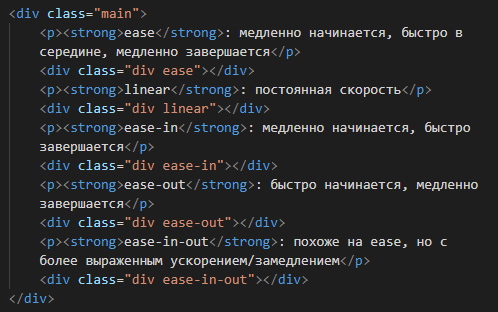 <div class="main">
<p><strong>ease</strong>: медленно начинается, быстро в
середине, медленно завершается</p>
<div class="div ease"></div>
<p><strong>linear</strong>: постоянная скорость</p>
<div class="div linear"></div>
<p><strong>ease-in</strong>: медленно начинается, быстро
завершается</p>
<div class="div ease-in"></div>
<p><strong>ease-out</strong>: быстро начинается, медленно
завершается</p>
<div class="div ease-out"></div>
<p><strong>ease-in-out</strong>: похоже на ease, но с
более выраженным ускорением/замедлением</p>
<div class="div ease-in-out"></div>
</div>